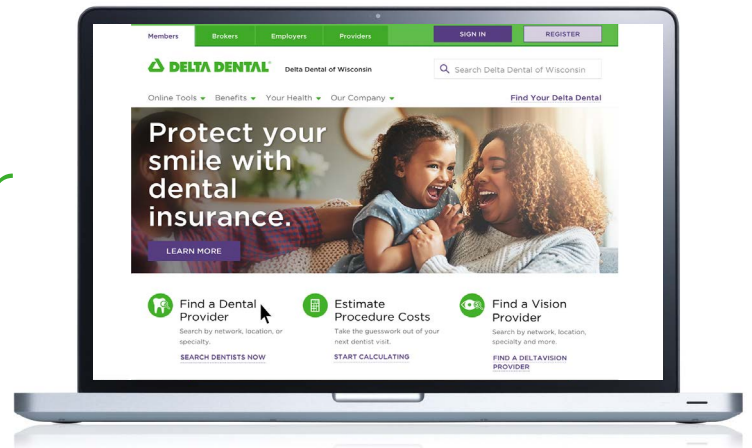 Members Brokers Employers Providers SIGN IN REGISTER
DELTA DENTAL® Delta Dental of Wisconsin Search Delta Dental of Wisconsin
Online Tools Benefits Your Health Our Company Find Your Delta Dental
Protect your
smile with
dental
insurance.
LEARN MORE
Find a Dental
Provider
Search by network, location, or
specialty.
SEARCH DENTISTS NOW
Estimate
Procedure Costs
Take the guesswork out of your
next dentist visit.
START CALCULATING
Find a Vision
Provider
Search by network, location,
specialty and more.
FIND A DELTAVISION
PROVIDER